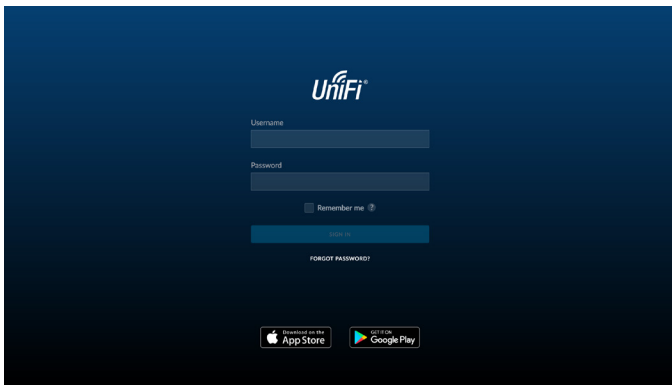 UniFi®
Username
Password
Remember me ?
SIGN IN
FORGOT PASSWORD?
Download on the
App Store
GET IT ON
Google Play